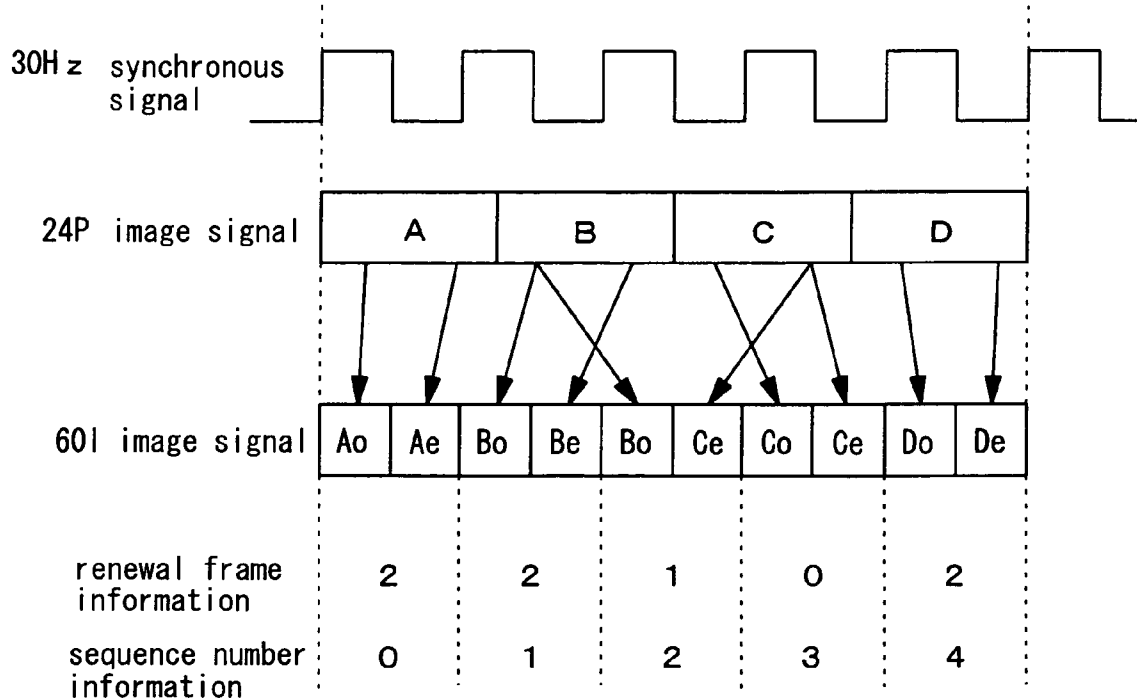 30Hz synchronous
signal
24P image signal
A B C D
60I image signal
Ao Ae Bo Be Bo Ce Co Ce Do De
renewal frame
information
2 2 1 0 2
sequence number
information
0 1 2 3 4